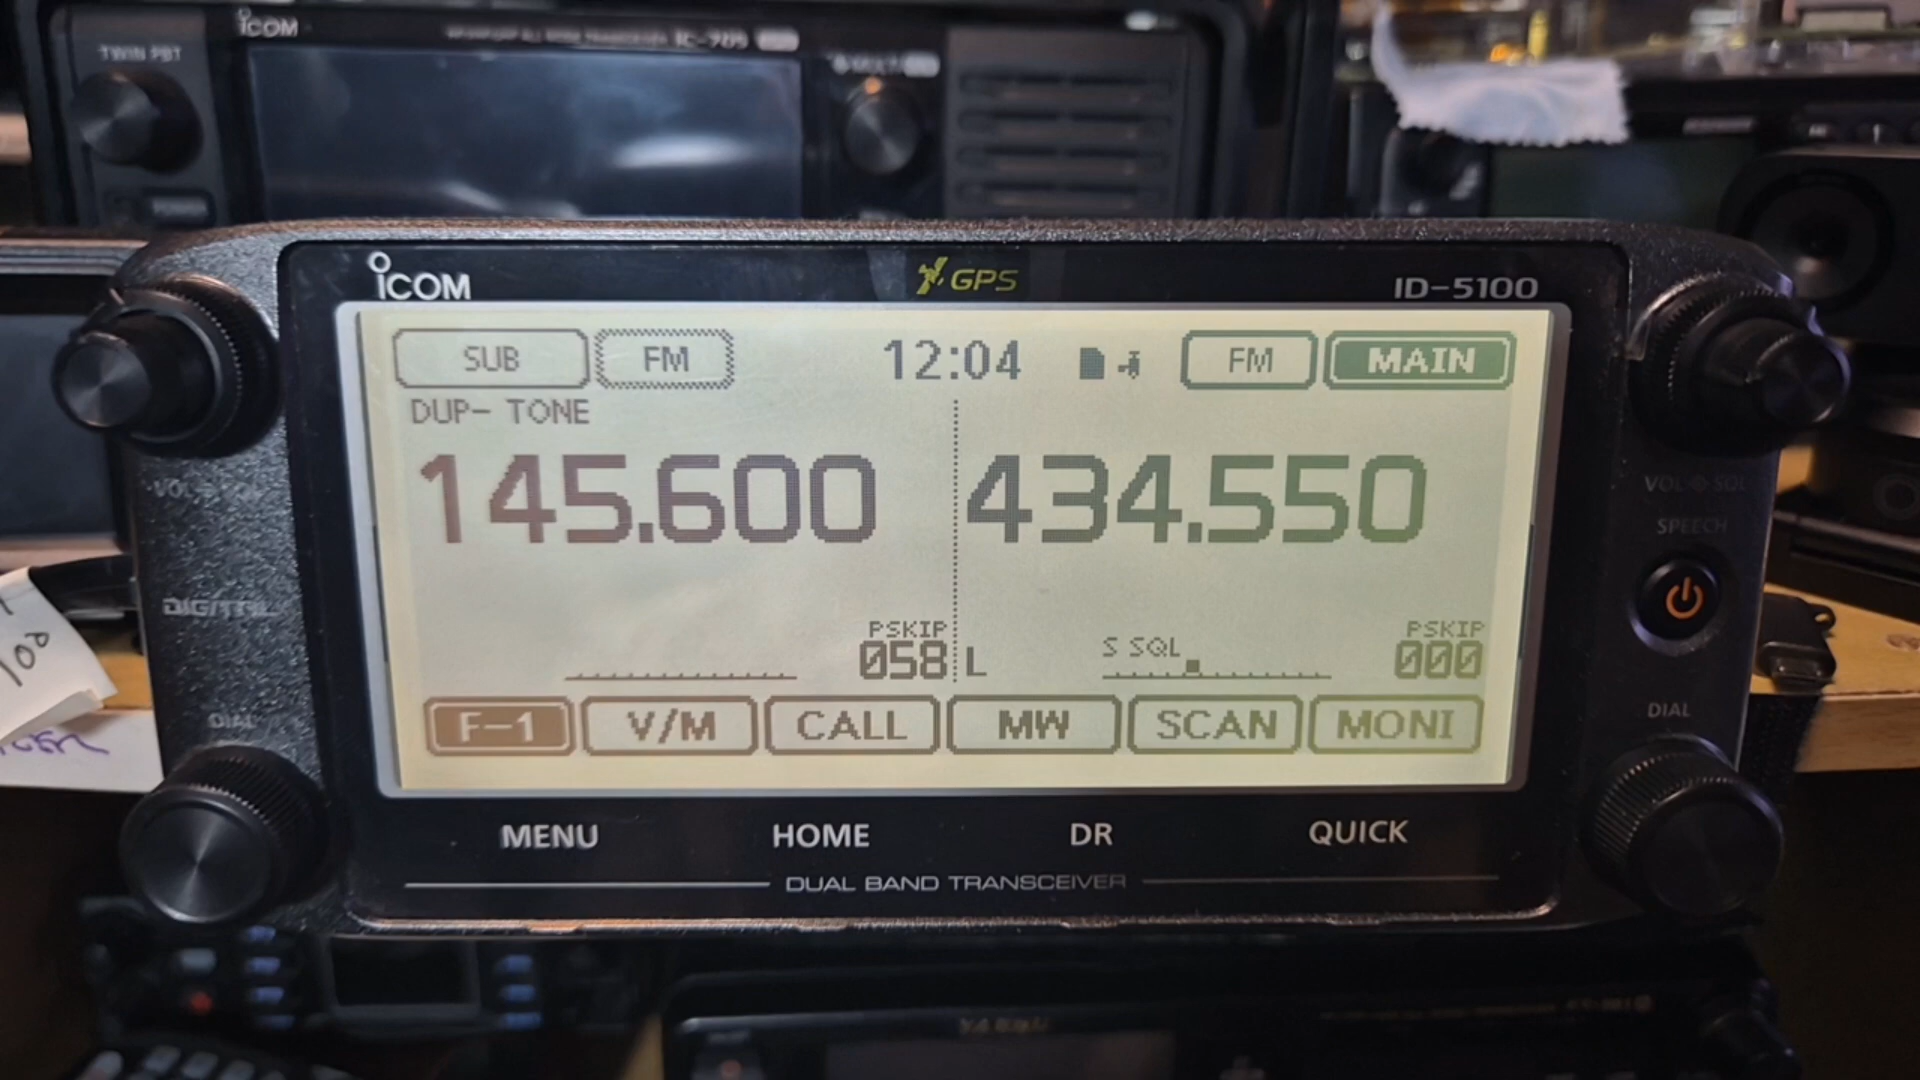 ICOM
IC-705
TWIN PBT
ICOM
GPS
ID-5100
SUB FM 12:04 FM MAIN
DUP- TONE
145.600 434.550
VOL SQL
SPEECH
DIGITAL
100
PSKIP S SQL PSKIP
058 L 000
F-1 V/M CALL MW SCAN MONI
DIAL DIAL
MENU HOME DR QUICK
DUAL BAND TRANSCEIVER